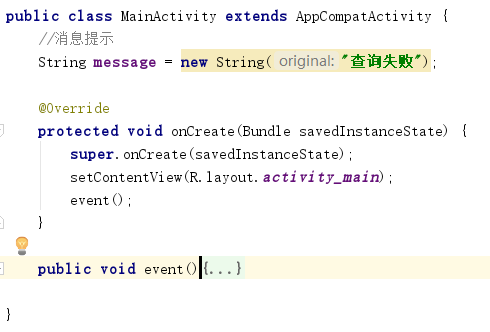 public class MainActivity extends AppCompatActivity {
//消息提示
String message = new String( original: "查询失败");
@Override
protected void onCreate(Bundle savedInstanceState) {
super.onCreate(savedInstanceState);
setContentView(R.layout.activity_main);
event();
}
public void event(){...}
}